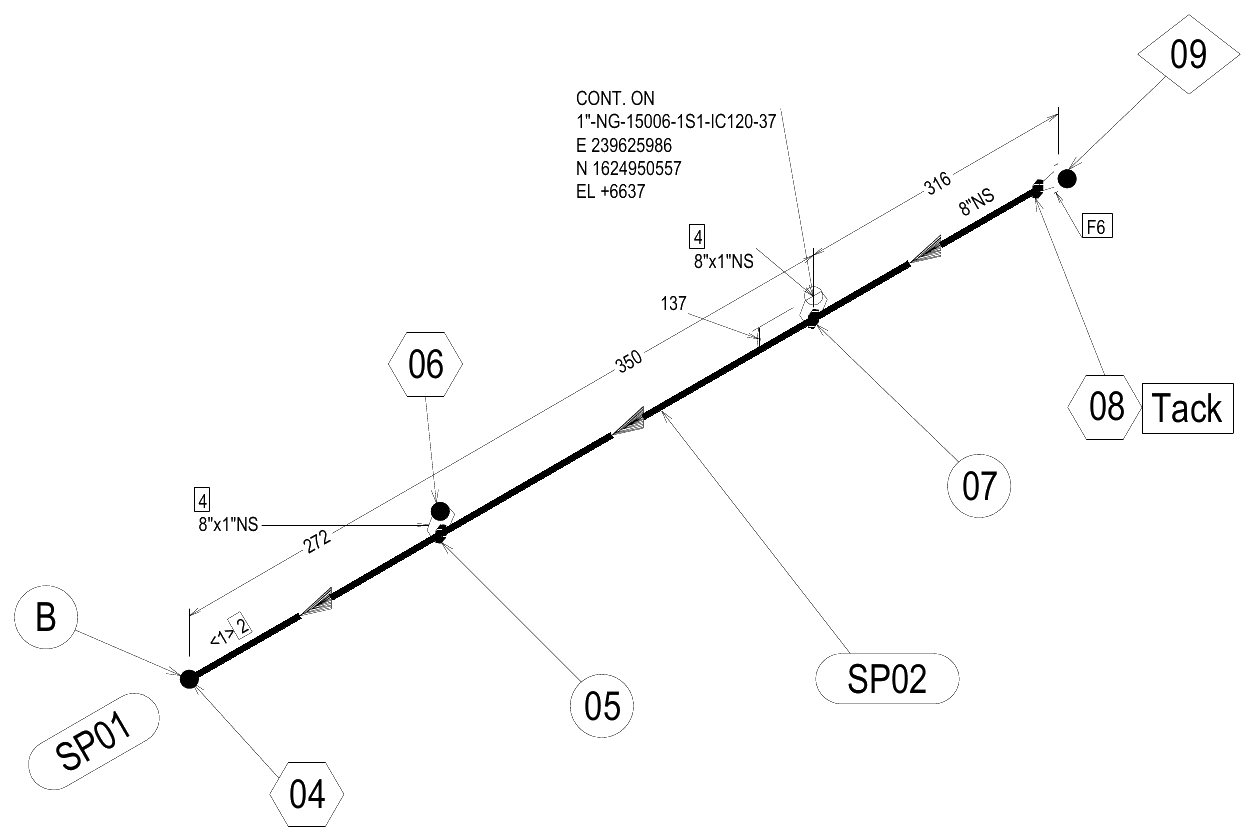 09
CONT. ON
1"-NG-15006-1S1-IC120-37
E 239625986
N 1624950557
EL +6637
316
8"NS
F6
4
8"x1"NS
137
350
06
08
Tack
07
4
8"x1"NS
272
B
<1> 2
SP01
SP02
05
04